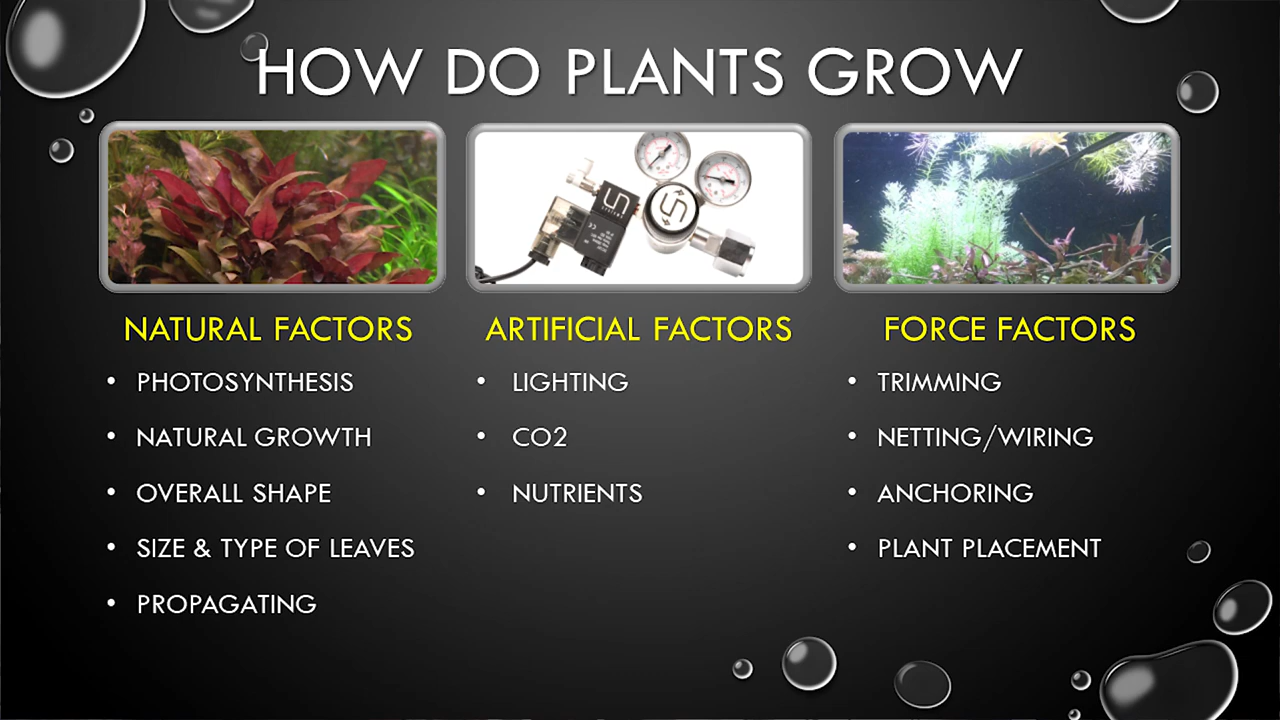 HOW DO PLANTS GROW
NATURAL FACTORS
• PHOTOSYNTHESIS
• NATURAL GROWTH
• OVERALL SHAPE
• SIZE & TYPE OF LEAVES
• PROPAGATING
ARTIFICIAL FACTORS
• LIGHTING
• CO2
• NUTRIENTS
FORCE FACTORS
• TRIMMING
• NETTING/WIRING
• ANCHORING
• PLANT PLACEMENT